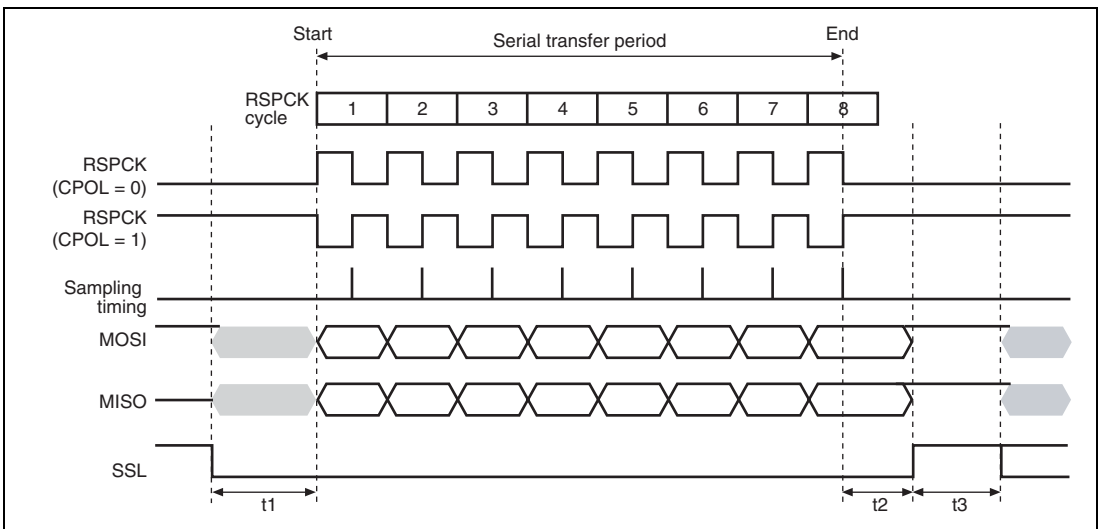 Start
Serial transfer period
End
RSPCK
cycle
1 2 3 4 5 6 7 8
RSPCK
(CPOL = 0)
RSPCK
(CPOL = 1)
Sampling
timing
MOSI
MISO
SSL
t1
t2
t3